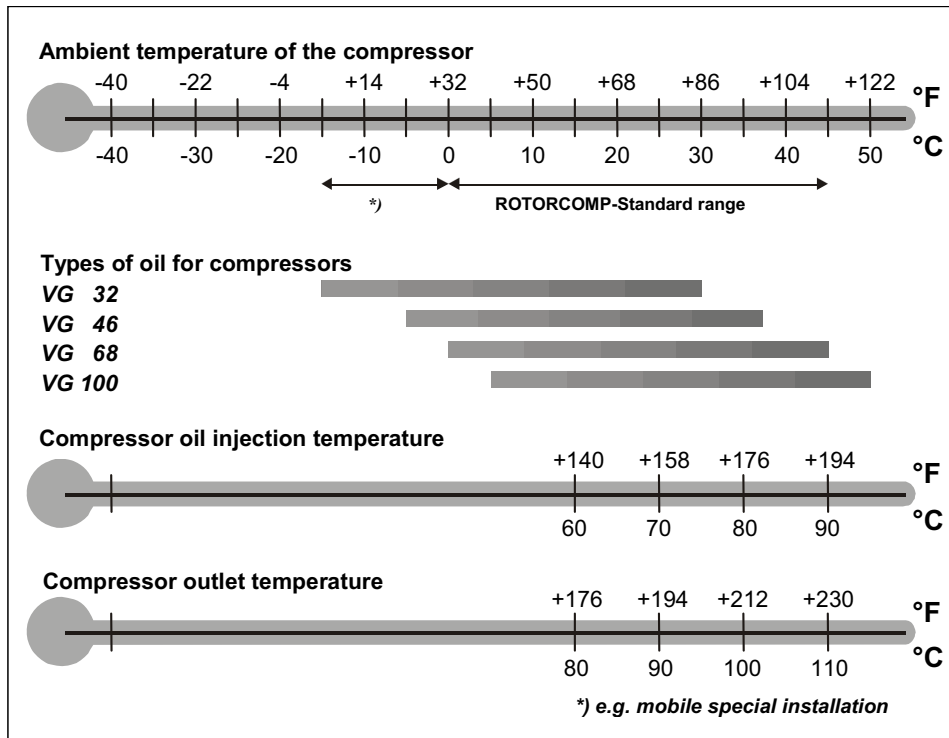 Ambient temperature of the compressor
-40 -22 -4 +14 +32 +50 +68 +86 +104 +122 °F
-40 -30 -20 -10 0 10 20 30 40 50 °C
*) ROTORCOMP-Standard range
Types of oil for compressors
VG 32
VG 46
VG 68
VG 100
Compressor oil injection temperature
+140 +158 +176 +194 °F
60 70 80 90 °C
Compressor outlet temperature
+176 +194 +212 +230 °F
80 90 100 110 °C
*) e.g. mobile special installation